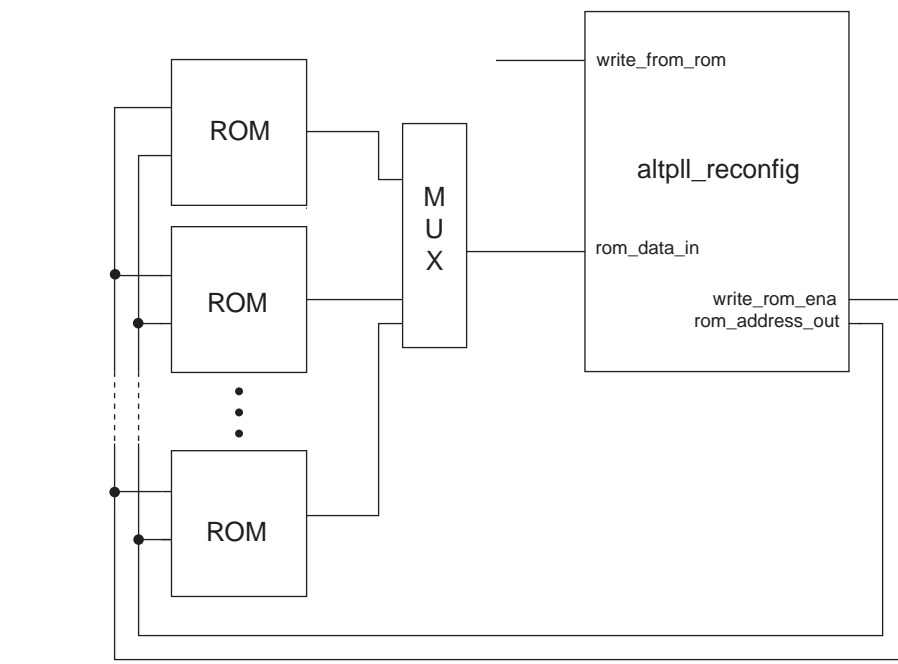 write_from_rom
ROM
altpll_reconfig
M
U
X
rom_data_in
ROM
write_rom_ena
rom_address_out
ROM